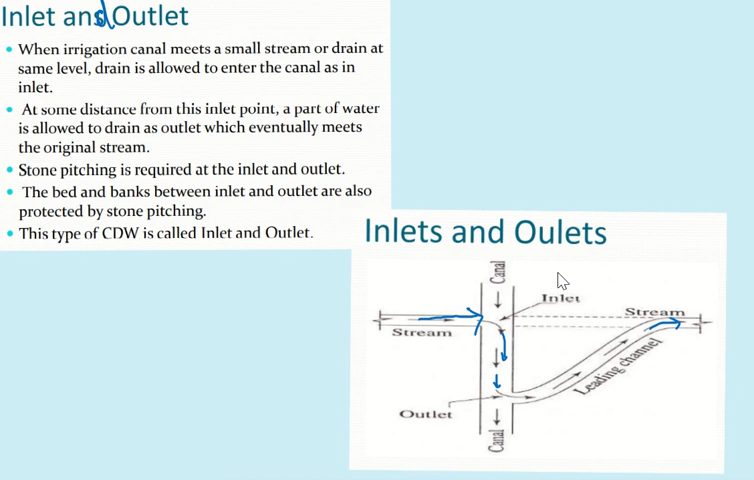 Inlet and Outlet
• When irrigation canal meets a small stream or drain at
same level, drain is allowed to enter the canal as in
inlet.
• At some distance from this inlet point, a part of water
is allowed to drain as outlet which eventually meets
the original stream.
• Stone pitching is required at the inlet and outlet.
• The bed and banks between inlet and outlet are also
protected by stone pitching.
• This type of CDW is called Inlet and Outlet.
Inlets and Oulets
Canal
Inlet
Stream
Stream
Leading channel
Outlet
Canal